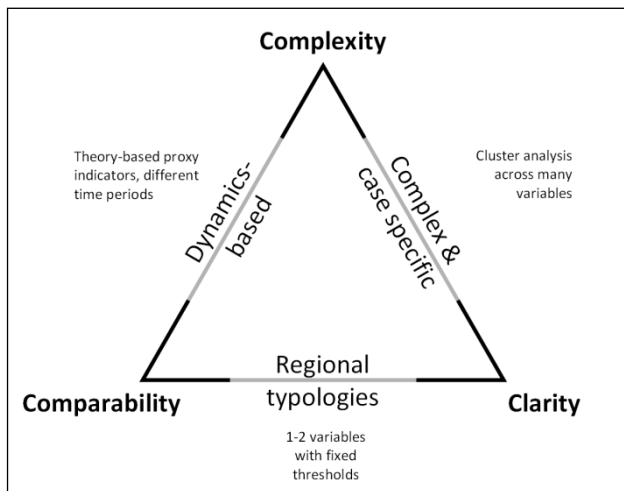 Complexity
Theory-based proxy
indicators, different
time periods
Dynamics-
based
Complex &
case specific
Cluster analysis
across many
variables
Regional
typologies
Comparability
Clarity
1-2 variables
with fixed
thresholds